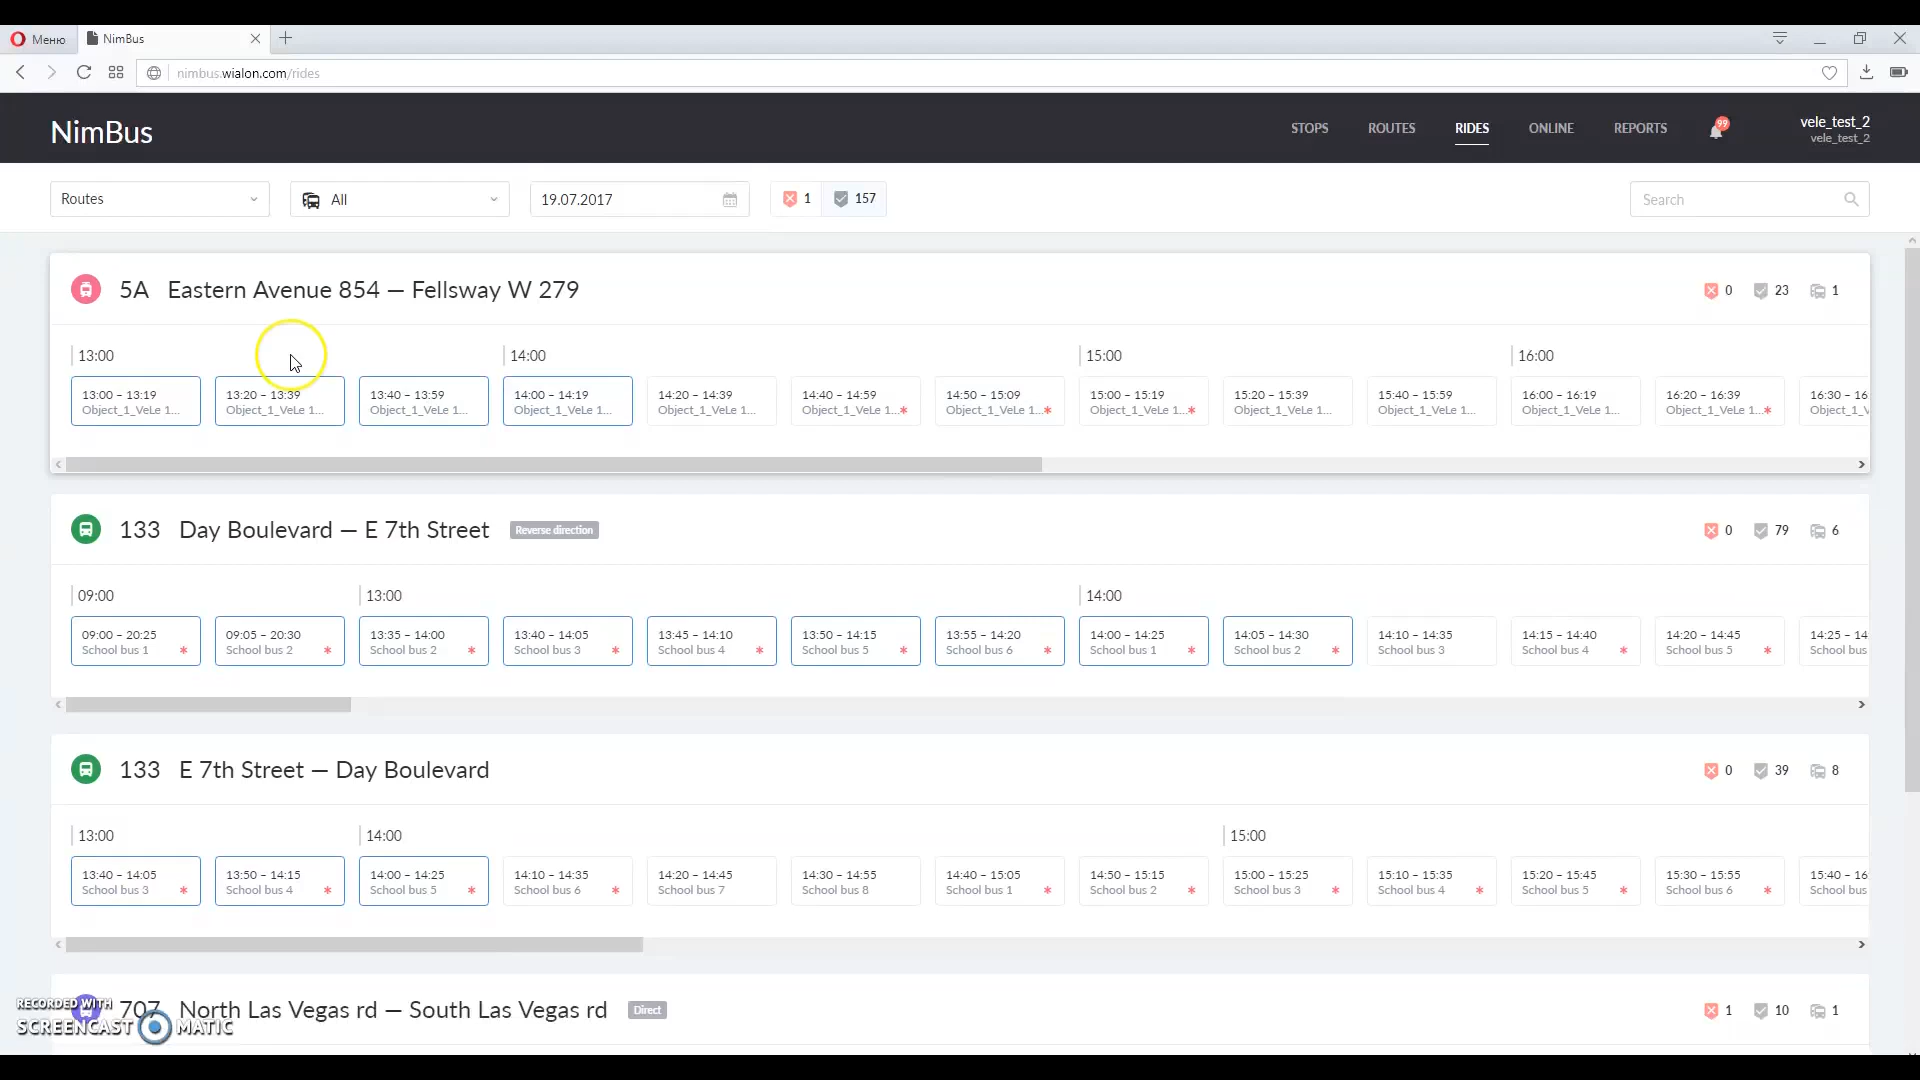 Меню
NimBus
nimbus.wialon.com/rides
NimBus
STOPS ROUTES RIDES ONLINE REPORTS 99 vele_test_2
vele_test_2
Routes All 19.07.2017 1 157 Search
5A Eastern Avenue 854 — Fellsway W 279 0 23 1
13:00 14:00 15:00 16:00
13:00 – 13:19 13:20 – 13:39 13:40 – 13:59 14:00 – 14:19 14:20 – 14:39 14:40 – 14:59 14:50 – 15:09 15:00 – 15:19 15:20 – 15:39 15:40 – 15:59 16:00 – 16:19 16:20 – 16:39 16:30 – 16
Object_1_VeLe 1... Object_1_VeLe 1... Object_1_VeLe 1... Object_1_VeLe 1... Object_1_VeLe 1... Object_1_VeLe 1...* Object_1_VeLe 1...* Object_1_VeLe 1...* Object_1_VeLe 1... Object_1_VeLe 1... Object_1_VeLe 1... Object_1_VeLe 1...* Object_1_V
133 Day Boulevard — E 7th Street Reverse direction 0 79 6
09:00 13:00 14:00
09:00 – 20:25 09:05 – 20:30 13:35 – 14:00 13:40 – 14:05 13:45 – 14:10 13:50 – 14:15 13:55 – 14:20 14:00 – 14:25 14:05 – 14:30 14:10 – 14:35 14:15 – 14:40 14:20 – 14:45 14:25 – 14
School bus 1 * School bus 2 * School bus 2 * School bus 3 * School bus 4 * School bus 5 * School bus 6 * School bus 1 * School bus 2 * School bus 3 School bus 4 * School bus 5 * School bus
133 E 7th Street — Day Boulevard 0 39 8
13:00 14:00 15:00
13:40 – 14:05 13:50 – 14:15 14:00 – 14:25 14:10 – 14:35 14:20 – 14:45 14:30 – 14:55 14:40 – 15:05 14:50 – 15:15 15:00 – 15:25 15:10 – 15:35 15:20 – 15:45 15:30 – 15:55 15:40 – 16
School bus 3 * School bus 4 * School bus 5 * School bus 6 * School bus 7 School bus 8 School bus 1 * School bus 2 * School bus 3 * School bus 4 * School bus 5 * School bus 6 * School bus
707 North Las Vegas rd — South Las Vegas rd Direct 1 10 1
RECORDED WITH
SCREENCAST MATIC